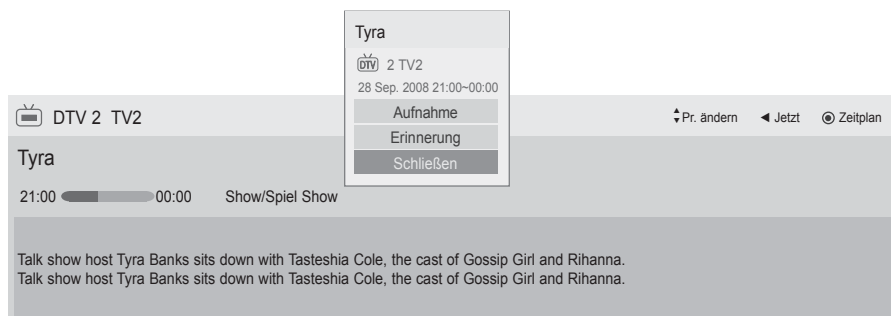 Tyra
DTV 2 TV2
28 Sep. 2008 21:00~00:00
Aufnahme
Erinnerung
Schließen
DTV 2 TV2
Pr. ändern
Jetzt
Zeitplan
Tyra
21:00 00:00 Show/Spiel Show
Talk show host Tyra Banks sits down with Tasteshia Cole, the cast of Gossip Girl and Rihanna.
Talk show host Tyra Banks sits down with Tasteshia Cole, the cast of Gossip Girl and Rihanna.